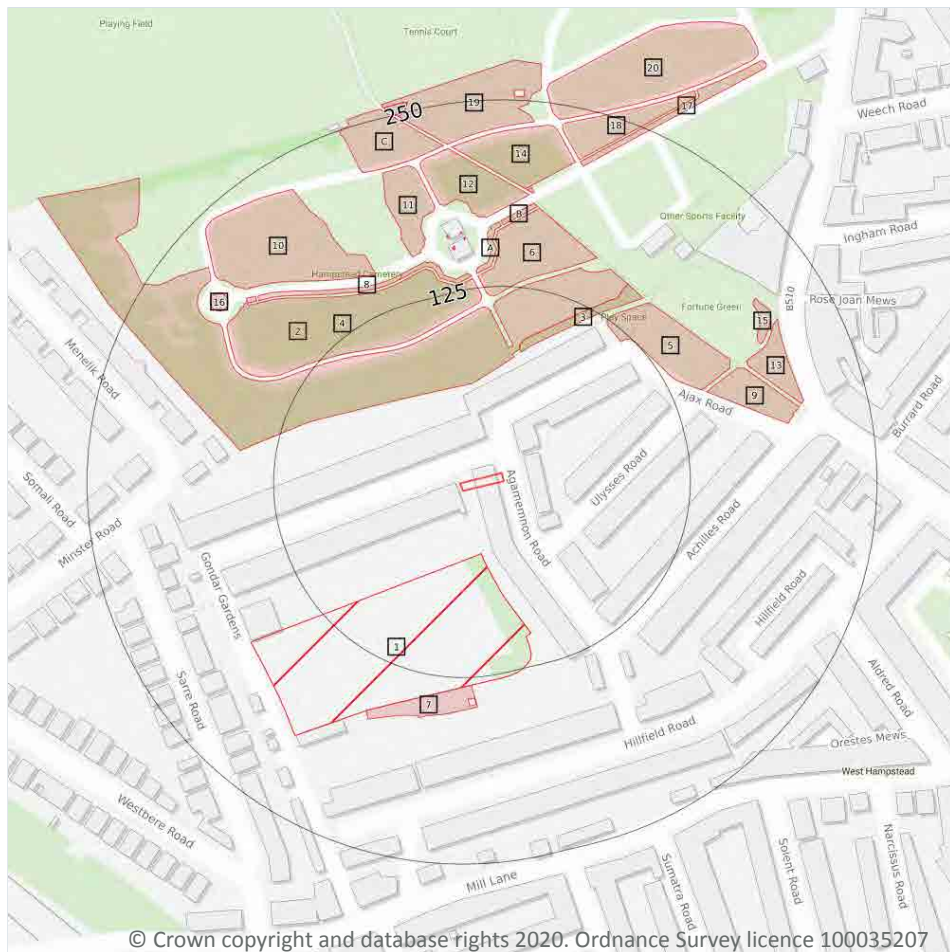 Playing Field
Tennis Court
20
Weech Road
19
17
250
18
C
14
12
11
B
Other Sports Facility
Ingham Road
10
A
6
Hampstead Cemetery
8
125
Rose Joan Mews
B510
16
Fortune Green
3
Play Space
15
2
4
5
13
Menelik Road
9
Ajax Road
Burrard Road
Somali Road
Agamemnon Road
Ulysses Road
Minster Road
Achilles Road
Gondar Gardens
Hillfield Road
1
Aldred Road
Sarre Road
7
Hillfield Road
Orestes Mews
West Hampstead
Westbere Road
Mill Lane
Sumatra Road
Solent Road
Narcissus Road
© Crown copyright and database rights 2020. Ordnance Survey licence 100035207